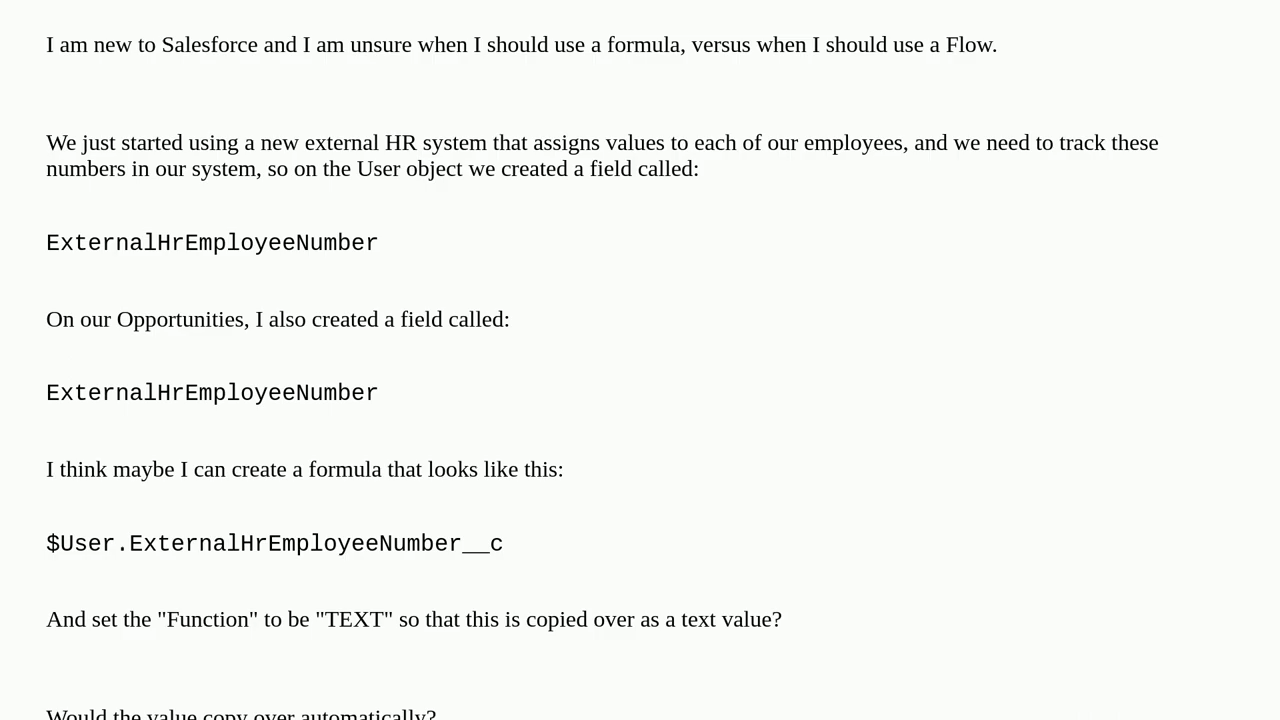 I am new to Salesforce and I am unsure when I should use a formula, versus when I should use a Flow.
We just started using a new external HR system that assigns values to each of our employees, and we need to track these
numbers in our system, so on the User object we created a field called:
ExternalHrEmployeeNumber
On our Opportunities, I also created a field called:
ExternalHrEmployeeNumber
I think maybe I can create a formula that looks like this:
$User.ExternalHrEmployeeNumber__c
And set the "Function" to be "TEXT" so that this is copied over as a text value?
Would the value copy over automatically?